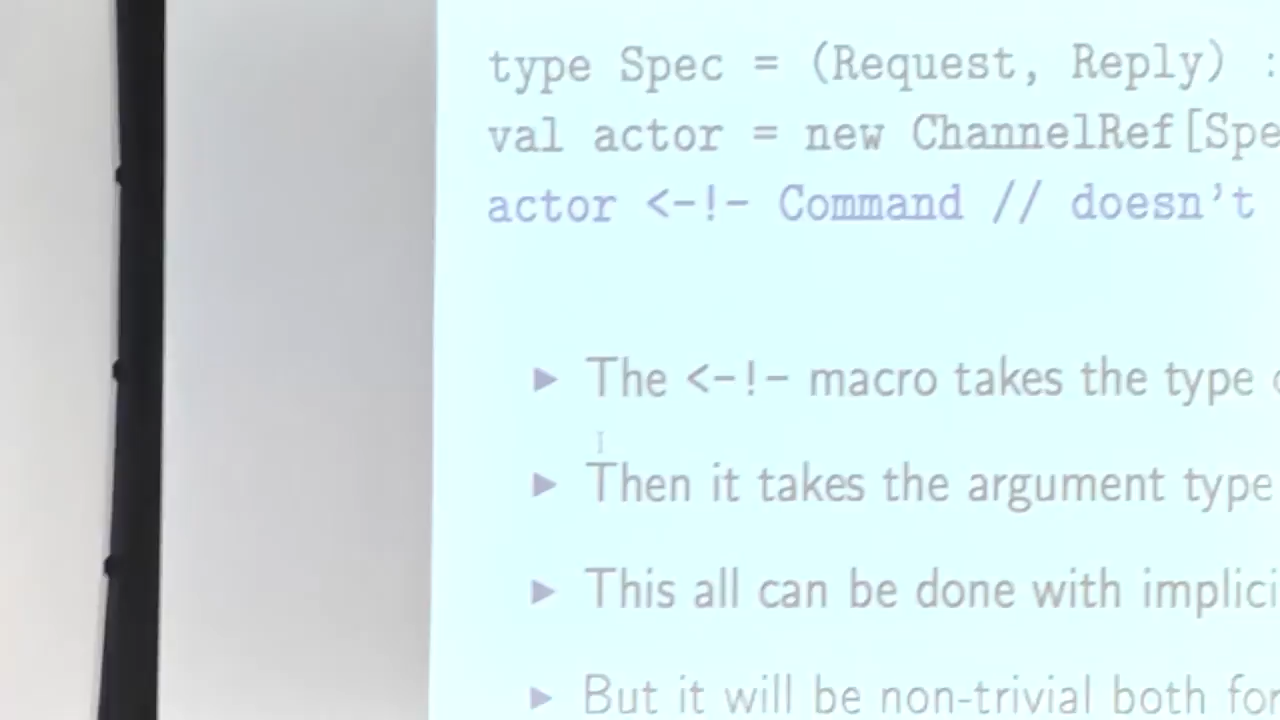 type Spec = (Request, Reply) :
val actor = new ChannelRef[Spe
actor <-!- Command // doesn't
► The <-!- macro takes the type
► Then it takes the argument type
► This all can be done with implici
► But it will be non-trivial both for